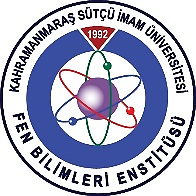 KAHRAMANMARAŞ SÜTÇÜ İMAM ÜNİVERSİTESİ
1992
FEN BİLİMLERİ ENSTİTÜSÜ